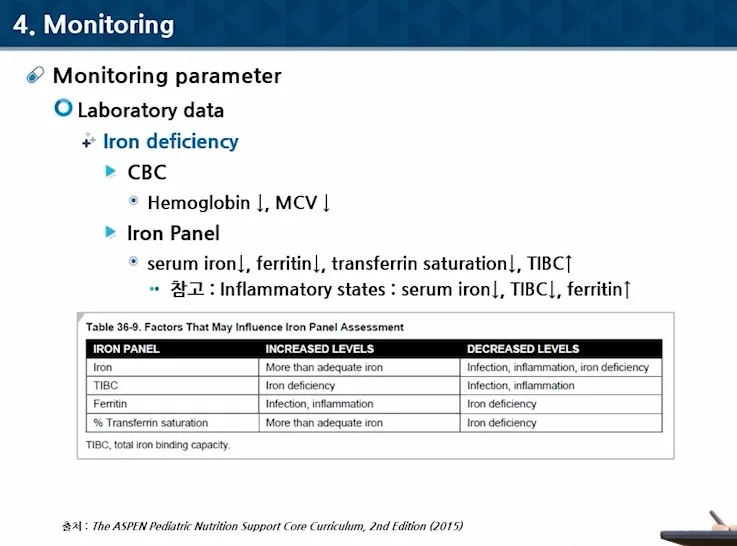 4. Monitoring
Monitoring parameter
Laboratory data
Iron deficiency
CBC
Hemoglobin ↓, MCV ↓
Iron Panel
serum iron↓, ferritin↓, transferrin saturation↓, TIBC↑
참고 : Inflammatory states : serum iron↓, TIBC↓, ferritin↑
Table 36-9. Factors That May Influence Iron Panel Assessment
IRON PANEL INCREASED LEVELS DECREASED LEVELS
Iron More than adequate iron Infection, inflammation, iron deficiency
TIBC Iron deficiency Infection, inflammation
Ferritin Infection, inflammation Iron deficiency
% Transferrin saturation More than adequate iron Iron deficiency
TIBC, total iron binding capacity.
출처 : The ASPEN Pediatric Nutrition Support Core Curriculum, 2nd Edition (2015)